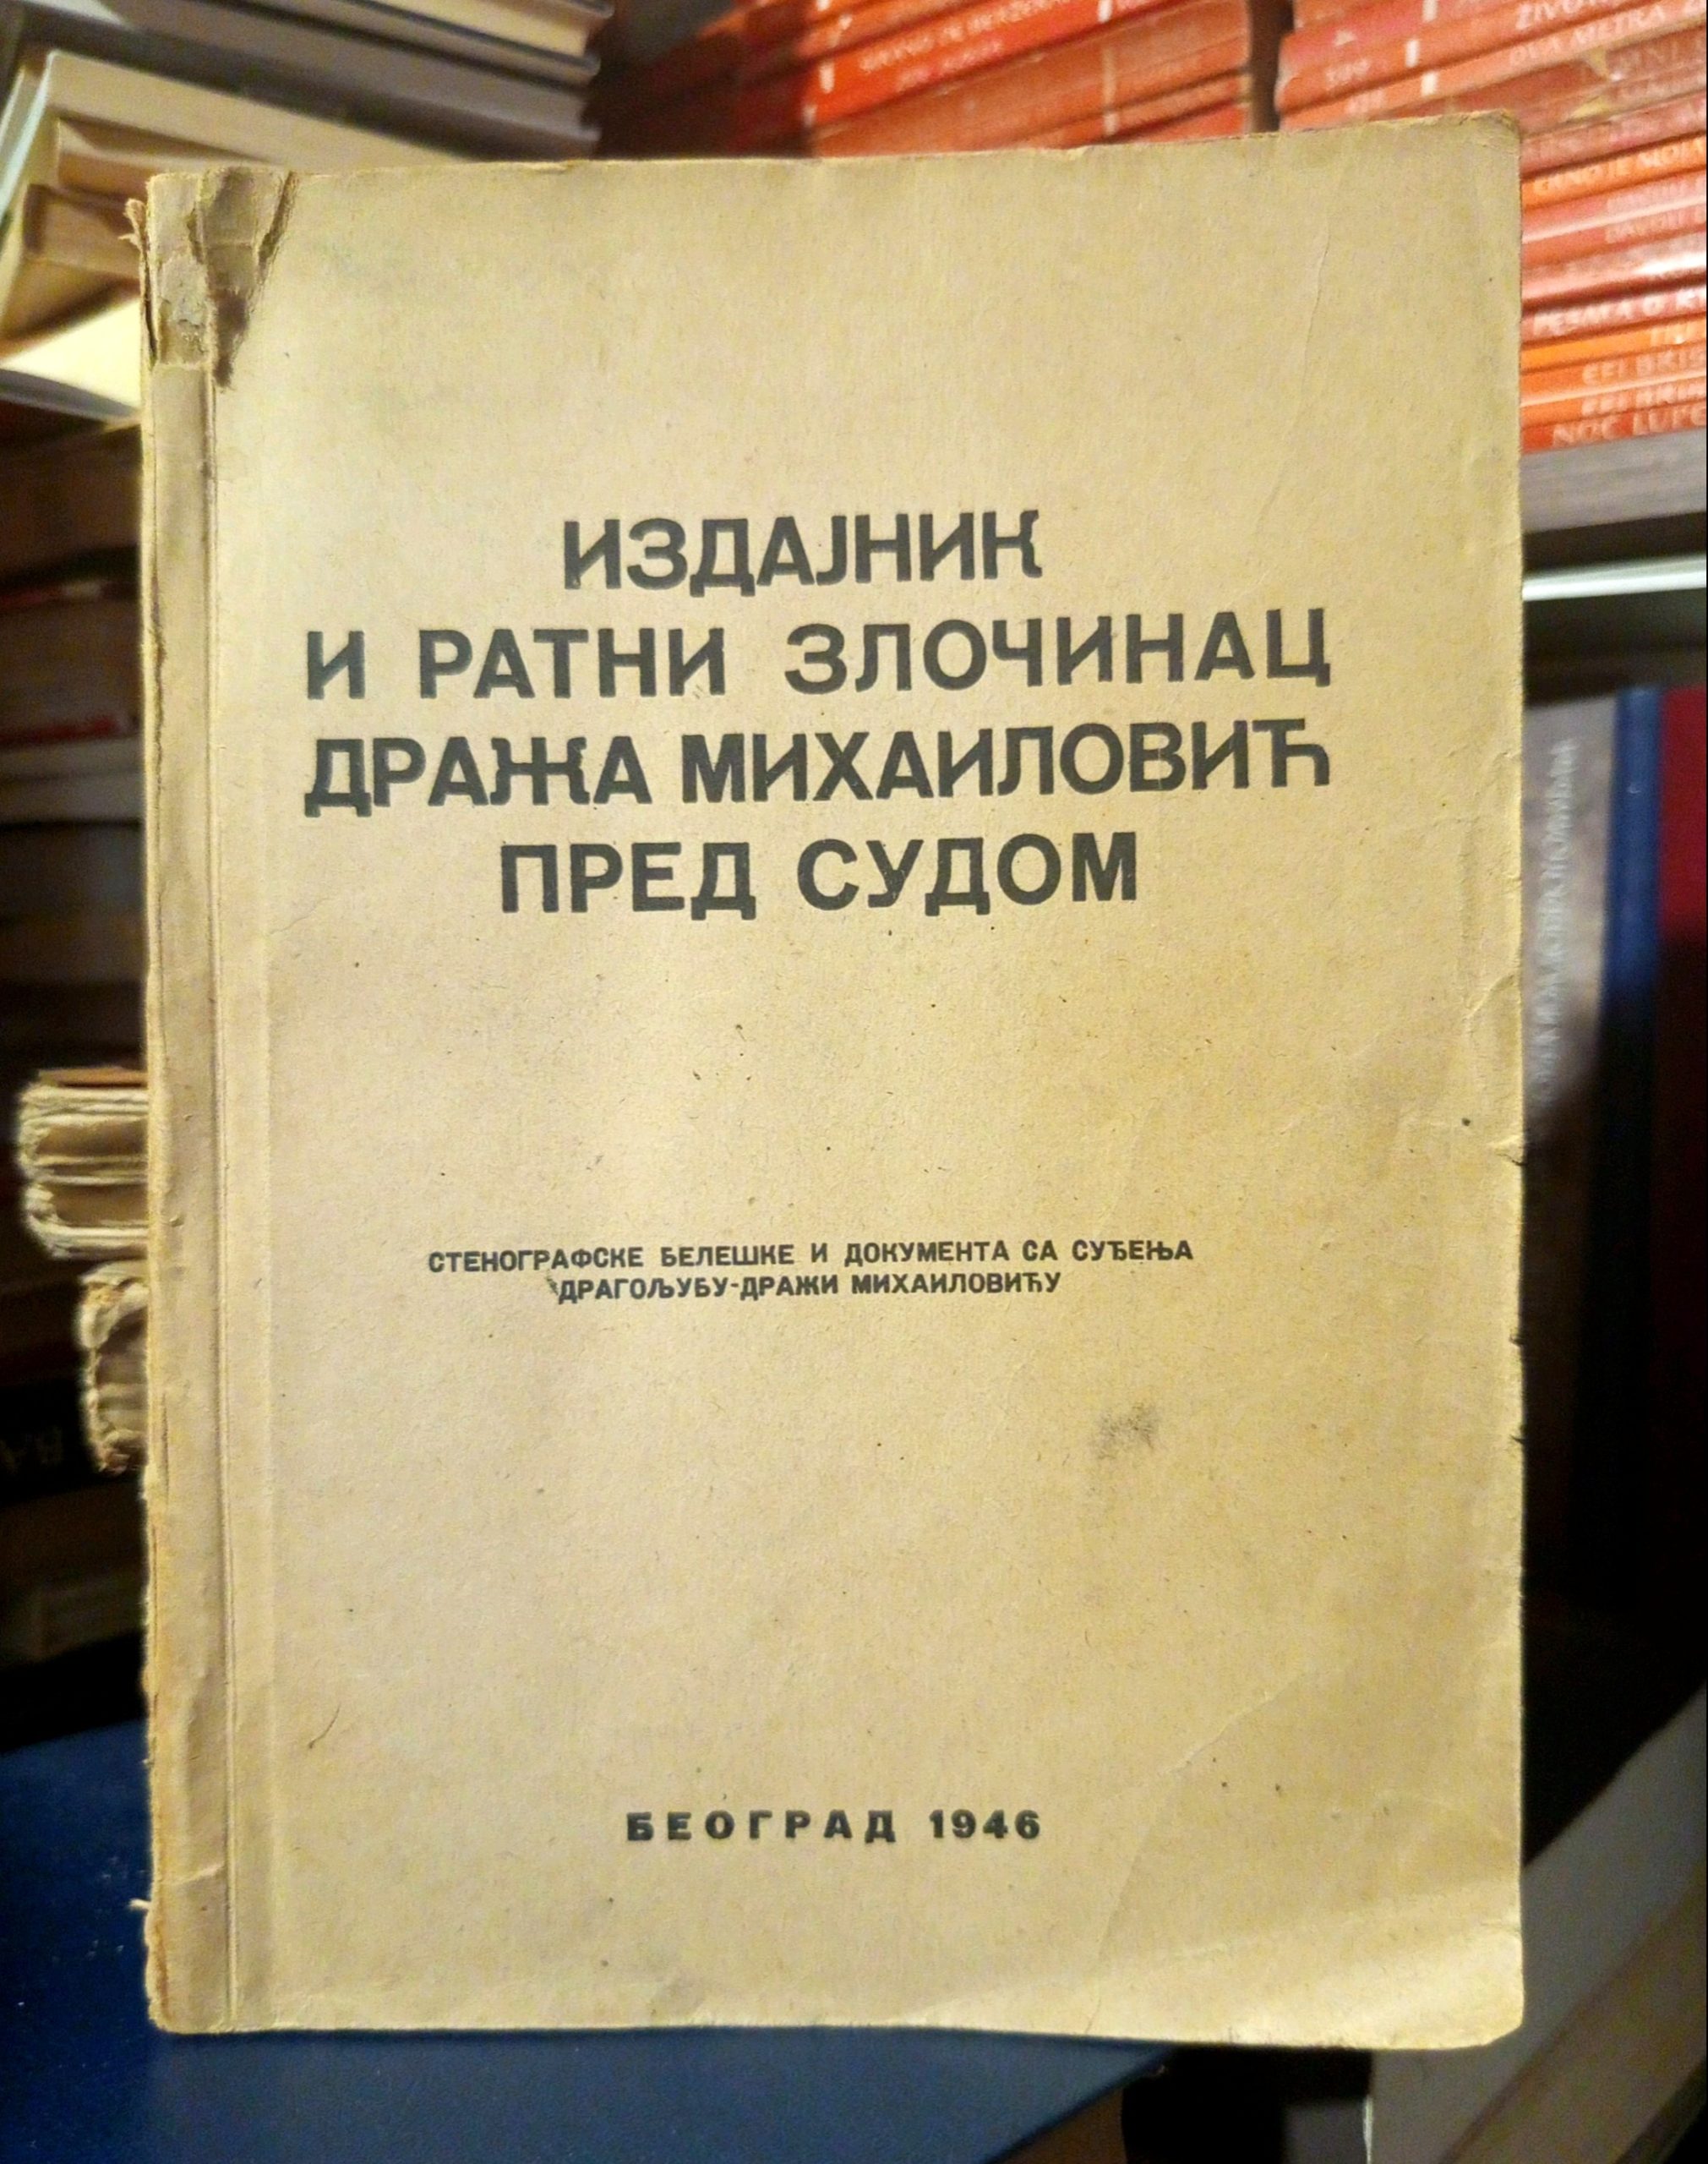 ИЗДАЈНИК
И РАТНИ ЗЛОЧИНАЦ
ДРАЖА МИХАИЛОВИЋ
ПРЕД СУДОМ
СТЕНОГРАФСКЕ БЕЛЕШКЕ И ДОКУМЕНТА СА СУЂЕЊА
ДРАГОЉУБУ-ДРАЖИ МИХАИЛОВИЋУ
БЕОГРАД 1946